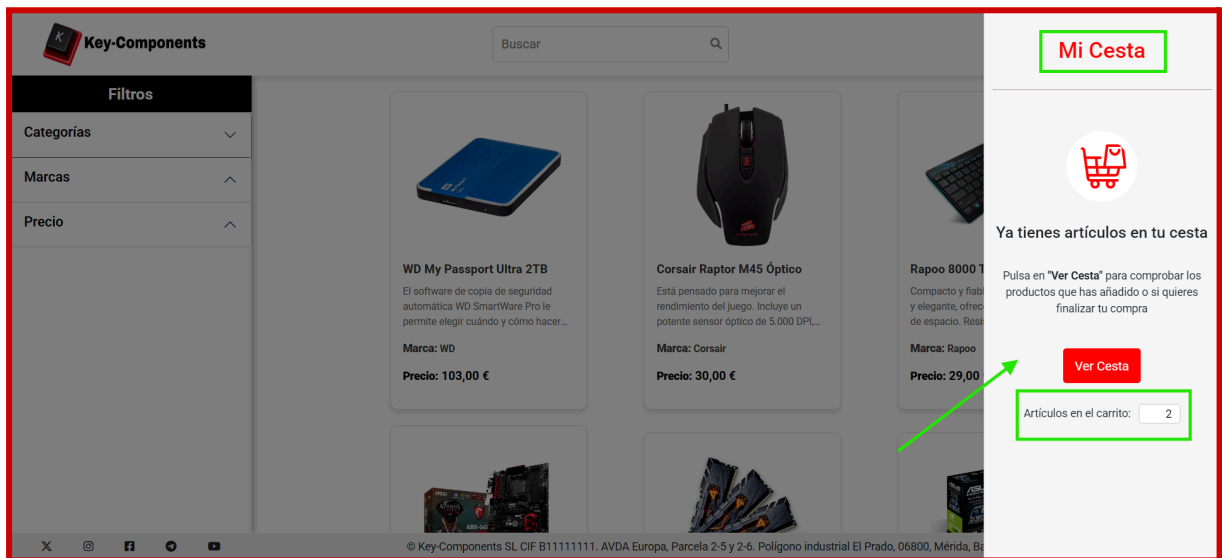 K
Key-Components
Buscar
Mi Cesta
Filtros
Categorías
Marcas
Precio
WD My Passport Ultra 2TB
El software de copia de seguridad
automática WD SmartWare Pro le
permite elegir cuándo y cómo hacer...
Marca: WD
Precio: 103,00 €
Corsair Raptor M45 Óptico
Está pensado para mejorar el
rendimiento del juego. Incluye un
potente sensor óptico de 5.000 DPI,...
Marca: Corsair
Precio: 30,00 €
Rapoo 8000
Compacto y
y elegante,
de espacio.
Marca: Rapoo
Precio: 29,00
Ya tienes artículos en tu cesta
Pulsa en "Ver Cesta" para comprobar los
productos que has añadido o si quieres
finalizar tu compra
Ver Cesta
Artículos en el carrito: 2
© Key-Components SL CIF B11111111. AVDA Europa, Parcela 2-5 y 2-6. Polígono industrial El Prado, 06800, Mérida,